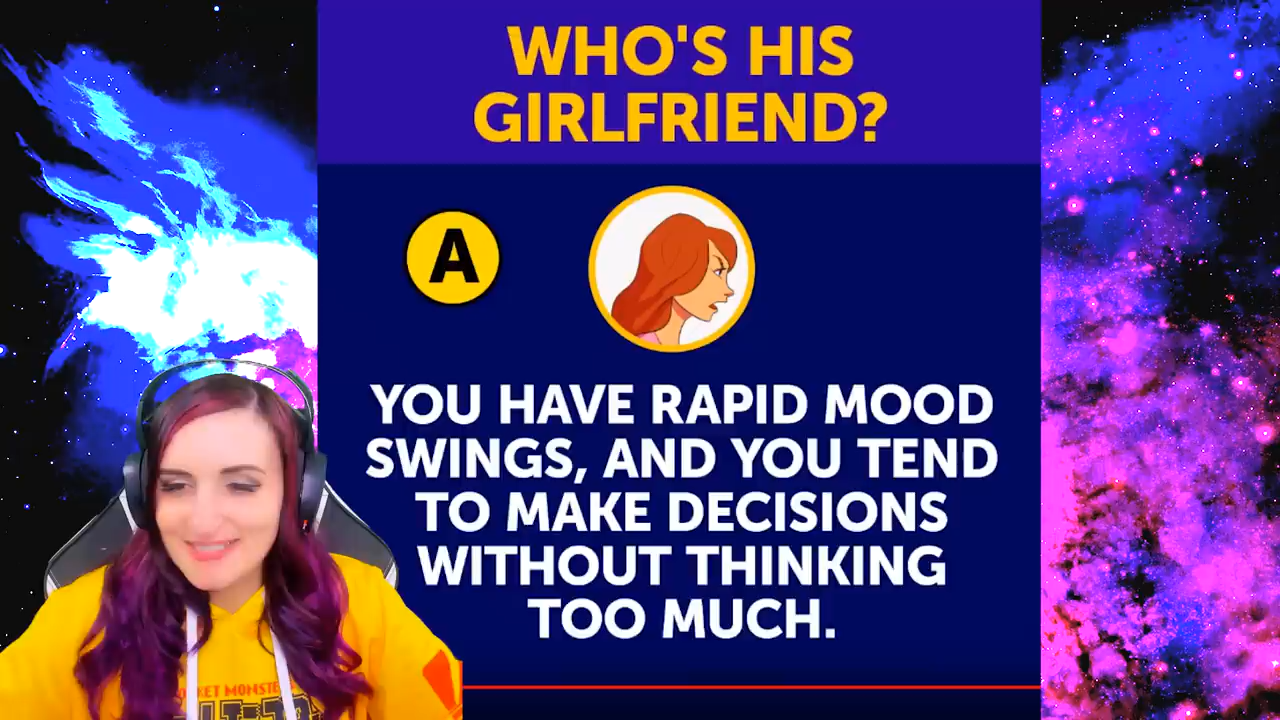 WHO'S HIS
GIRLFRIEND?
A
YOU HAVE RAPID MOOD
SWINGS, AND YOU TEND
TO MAKE DECISIONS
WITHOUT THINKING
TOO MUCH.